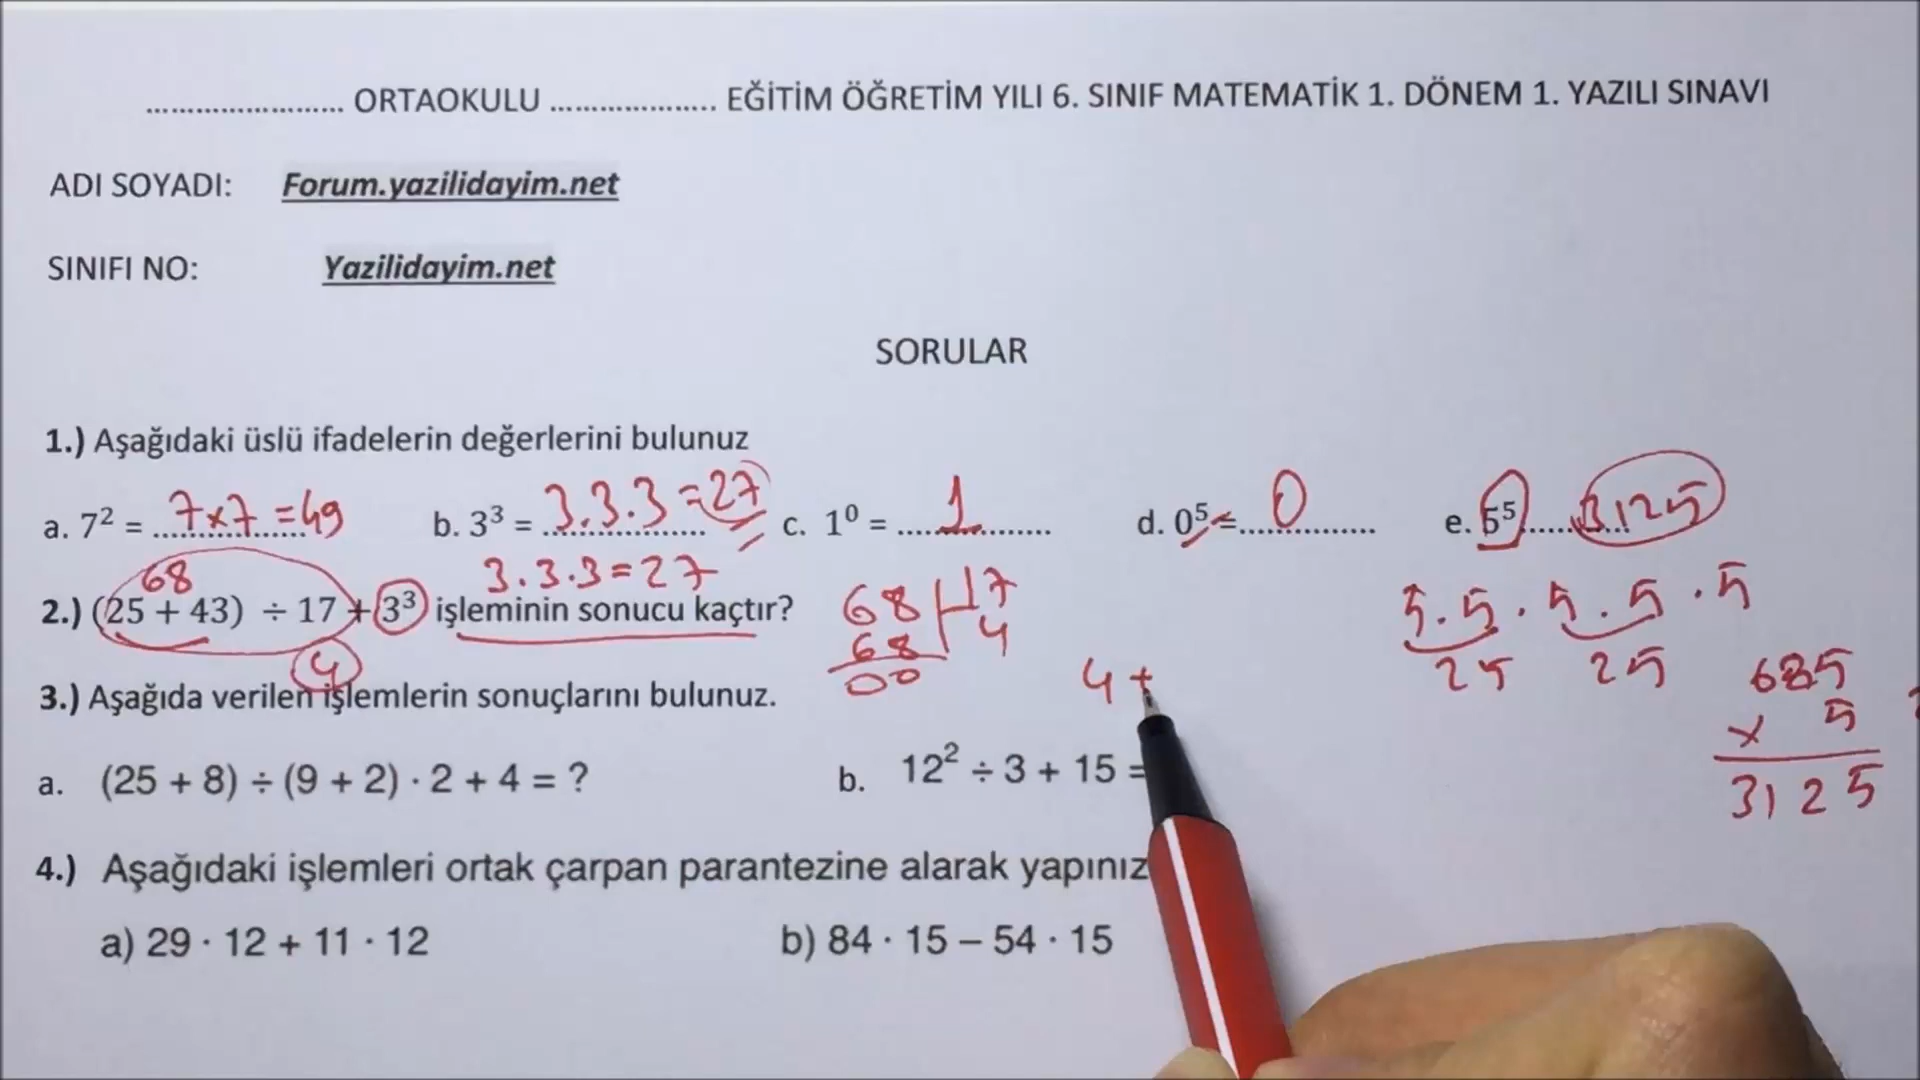 ........................ ORTAOKULU .................... EĞİTİM ÖĞRETİM YILI 6. SINIF MATEMATİK 1. DÖNEM 1. YAZILI SINAVI
ADI SOYADI: Forum.yazilidayim.net
SINIFI NO: Yazilidayim.net
SORULAR
1.) Aşağıdaki üslü ifadelerin değerlerini bulunuz
a. 7² = 7x7 = 49 b. 3³ = 3.3.3 = 27 c. 1⁰ = 1 d. 0⁵ = 0 e. 5⁵ 3125
68 3.3.3=27 68 17 5.5.5.5.5
2.) (25 + 43) ÷ 17 + 3³ işleminin sonucu kaçtır? 68 4
4 00 4 + 25 25 685
3.) Aşağıda verilen işlemlerin sonuçlarını bulunuz. x 5
a. (25 + 8) ÷ (9 + 2) · 2 + 4 = ? b. 12² ÷ 3 + 15 = 3125
4.) Aşağıdaki işlemleri ortak çarpan parantezine alarak yapınız
a) 29 · 12 + 11 · 12 b) 84 · 15 – 54 · 15